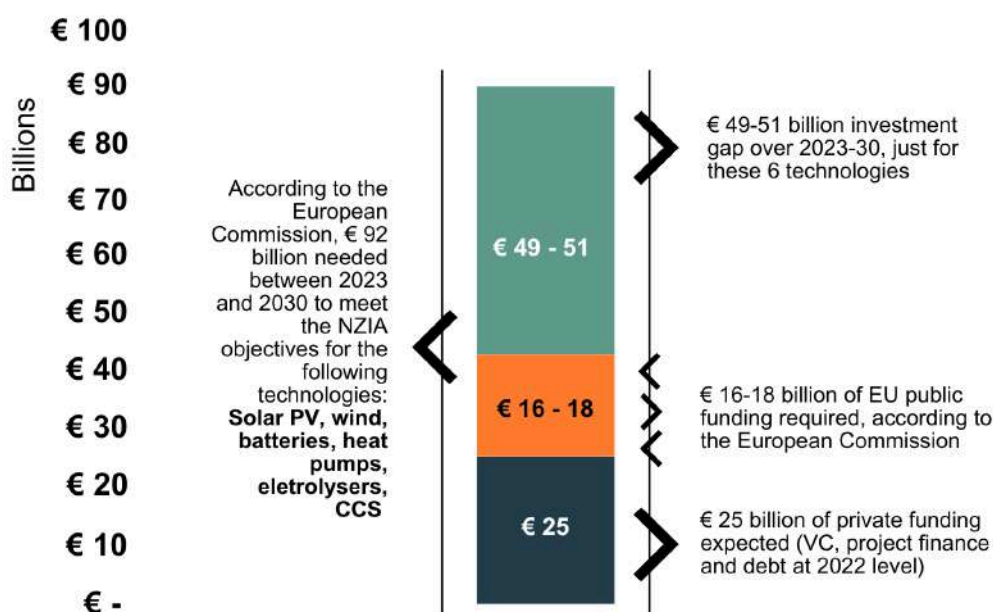 € 100
€ 90
€ 80
€ 70
€ 60
€ 50
€ 40
€ 30
€ 20
€ 10
€ -
Billions
According to the
European
Commission, € 92
billion needed
between 2023
and 2030 to meet
the NZIA
objectives for the
following
technologies:
Solar PV, wind,
batteries, heat
pumps,
eletrolysers,
CCS
€ 49 - 51
€ 16 - 18
€ 25
€ 49-51 billion investment
gap over 2023-30, just for
these 6 technologies
€ 16-18 billion of EU public
funding required, according to
the European Commission
€ 25 billion of private funding
expected (VC, project finance
and debt at 2022 level)